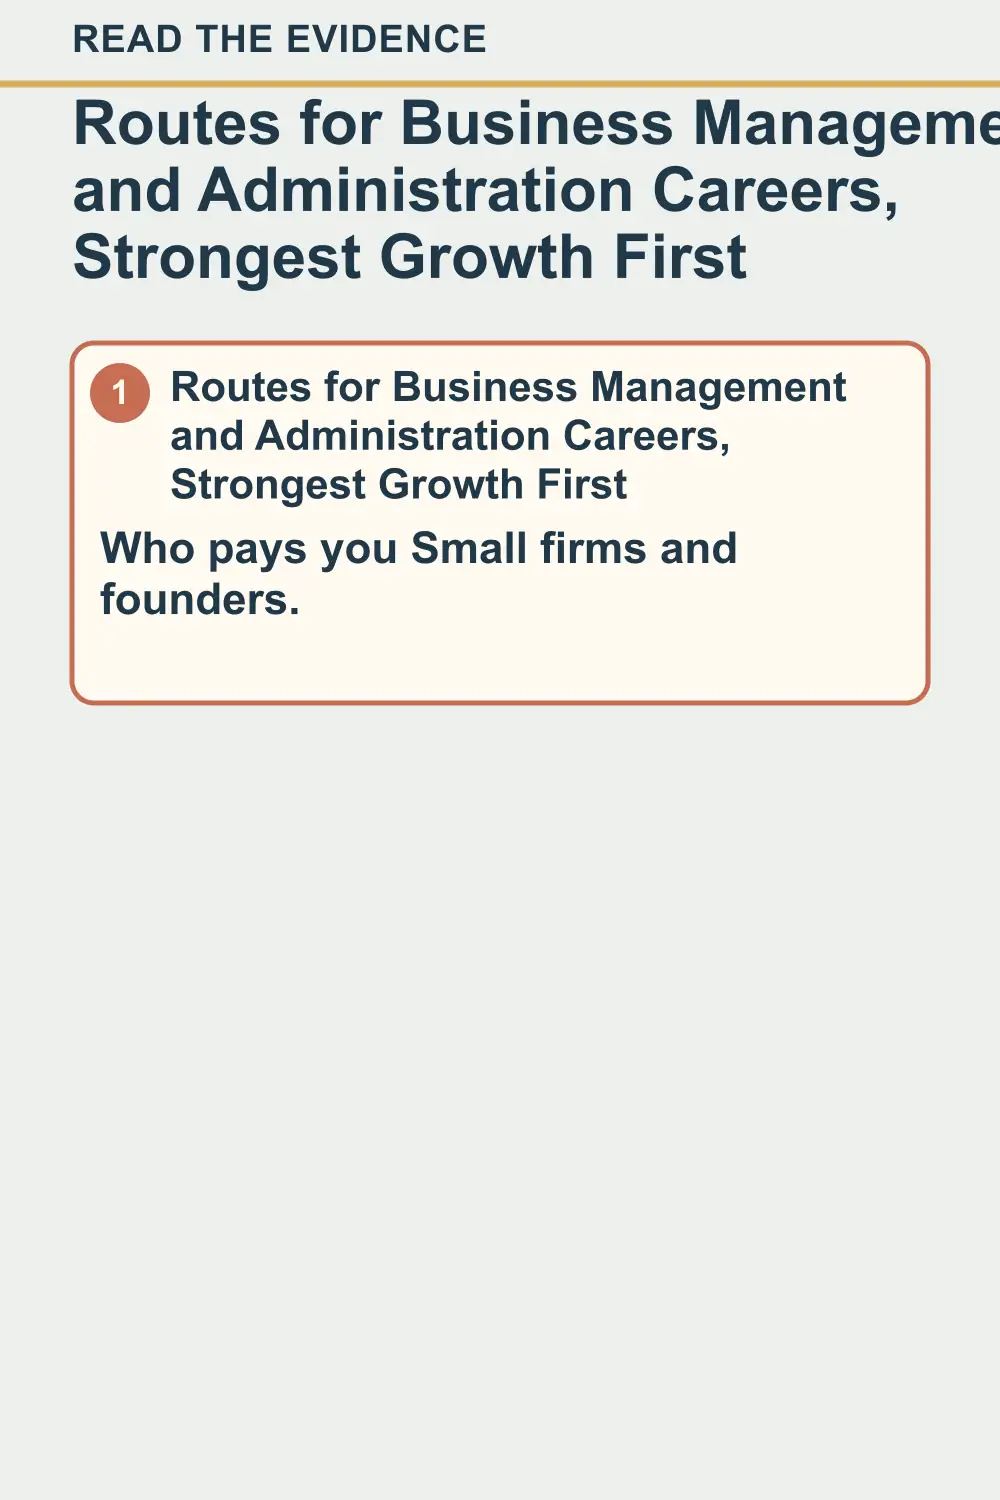 READ THE EVIDENCE
Routes for Business Manageme
and Administration Careers,
Strongest Growth First
1
Routes for Business Management
and Administration Careers,
Strongest Growth First
Who pays you Small firms and
founders.